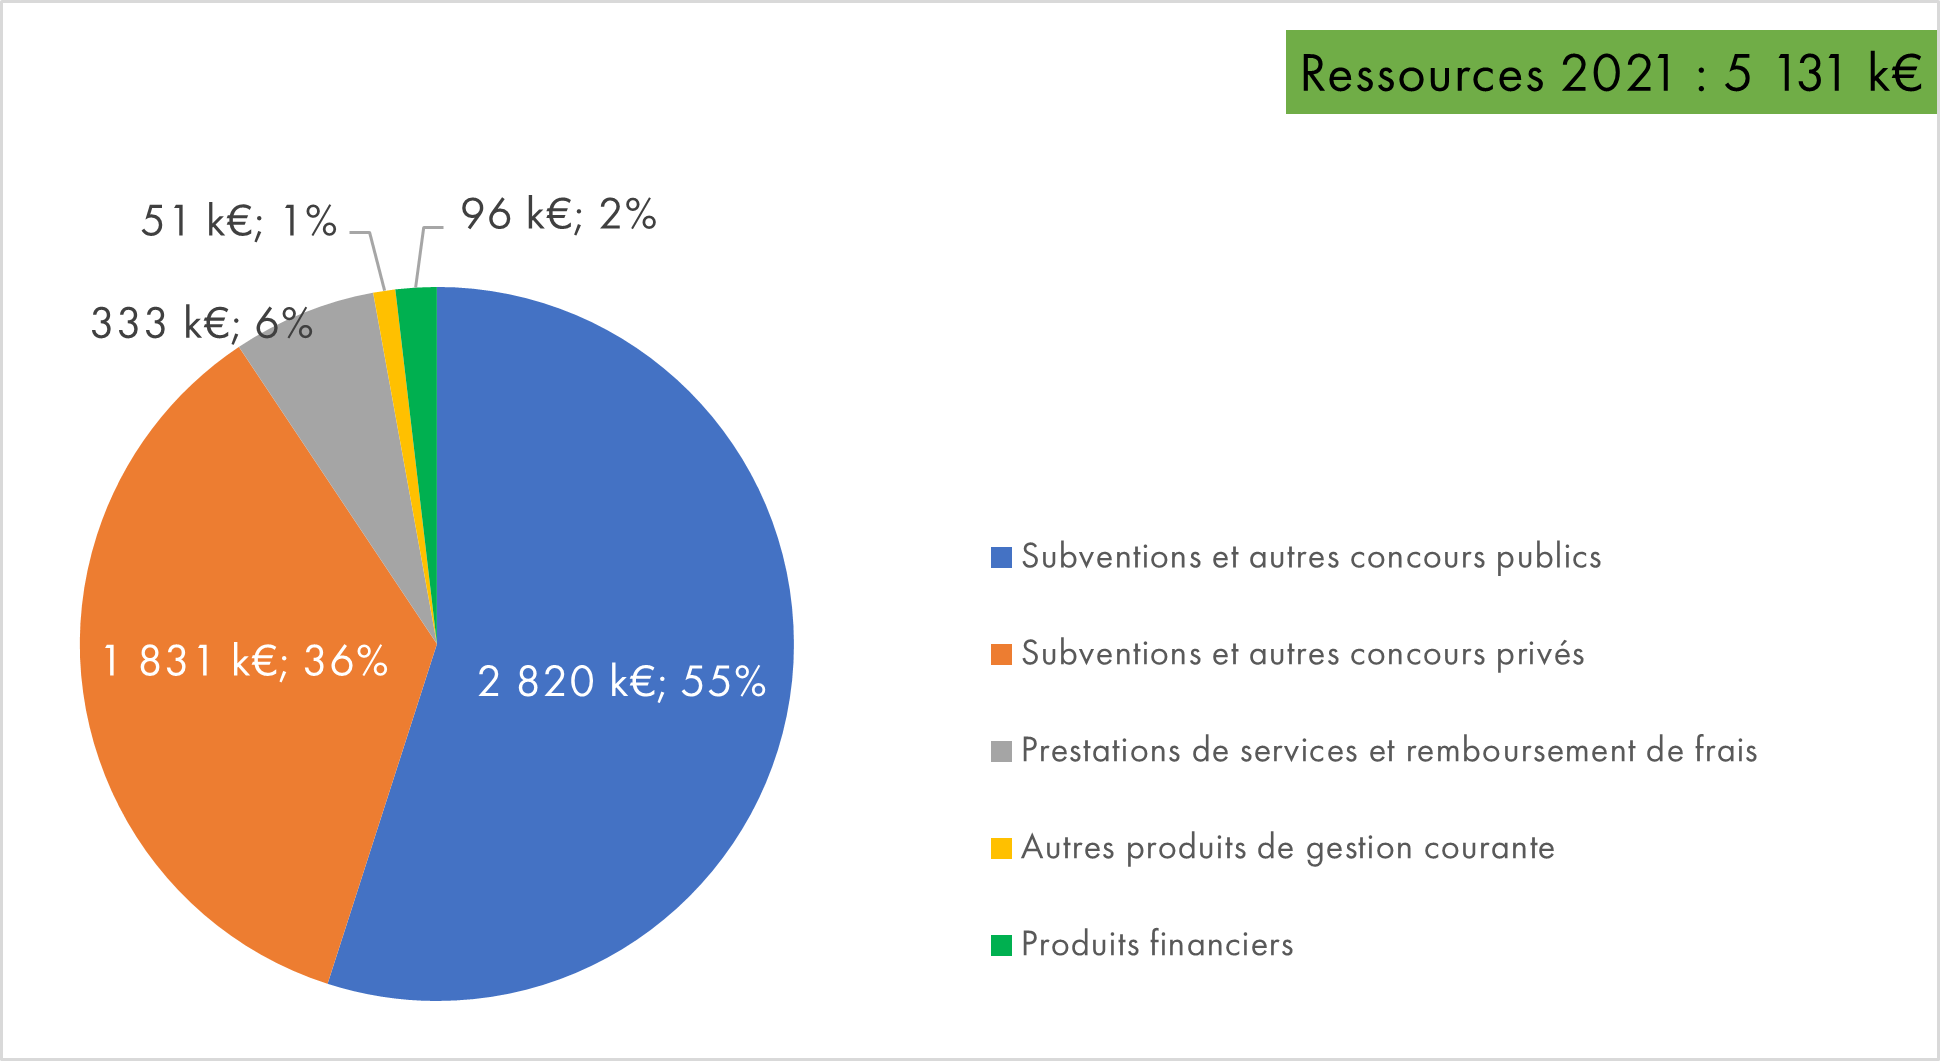 Ressources 2021 : 5 131 k€
51 k€; 1%
96 k€; 2%
333 k€; 6%
1 831 k€; 36%
2 820 k€; 55%
Subventions et autres concours publics
Subventions et autres concours privés
Prestations de services et remboursement de frais
Autres produits de gestion courante
Produits financiers